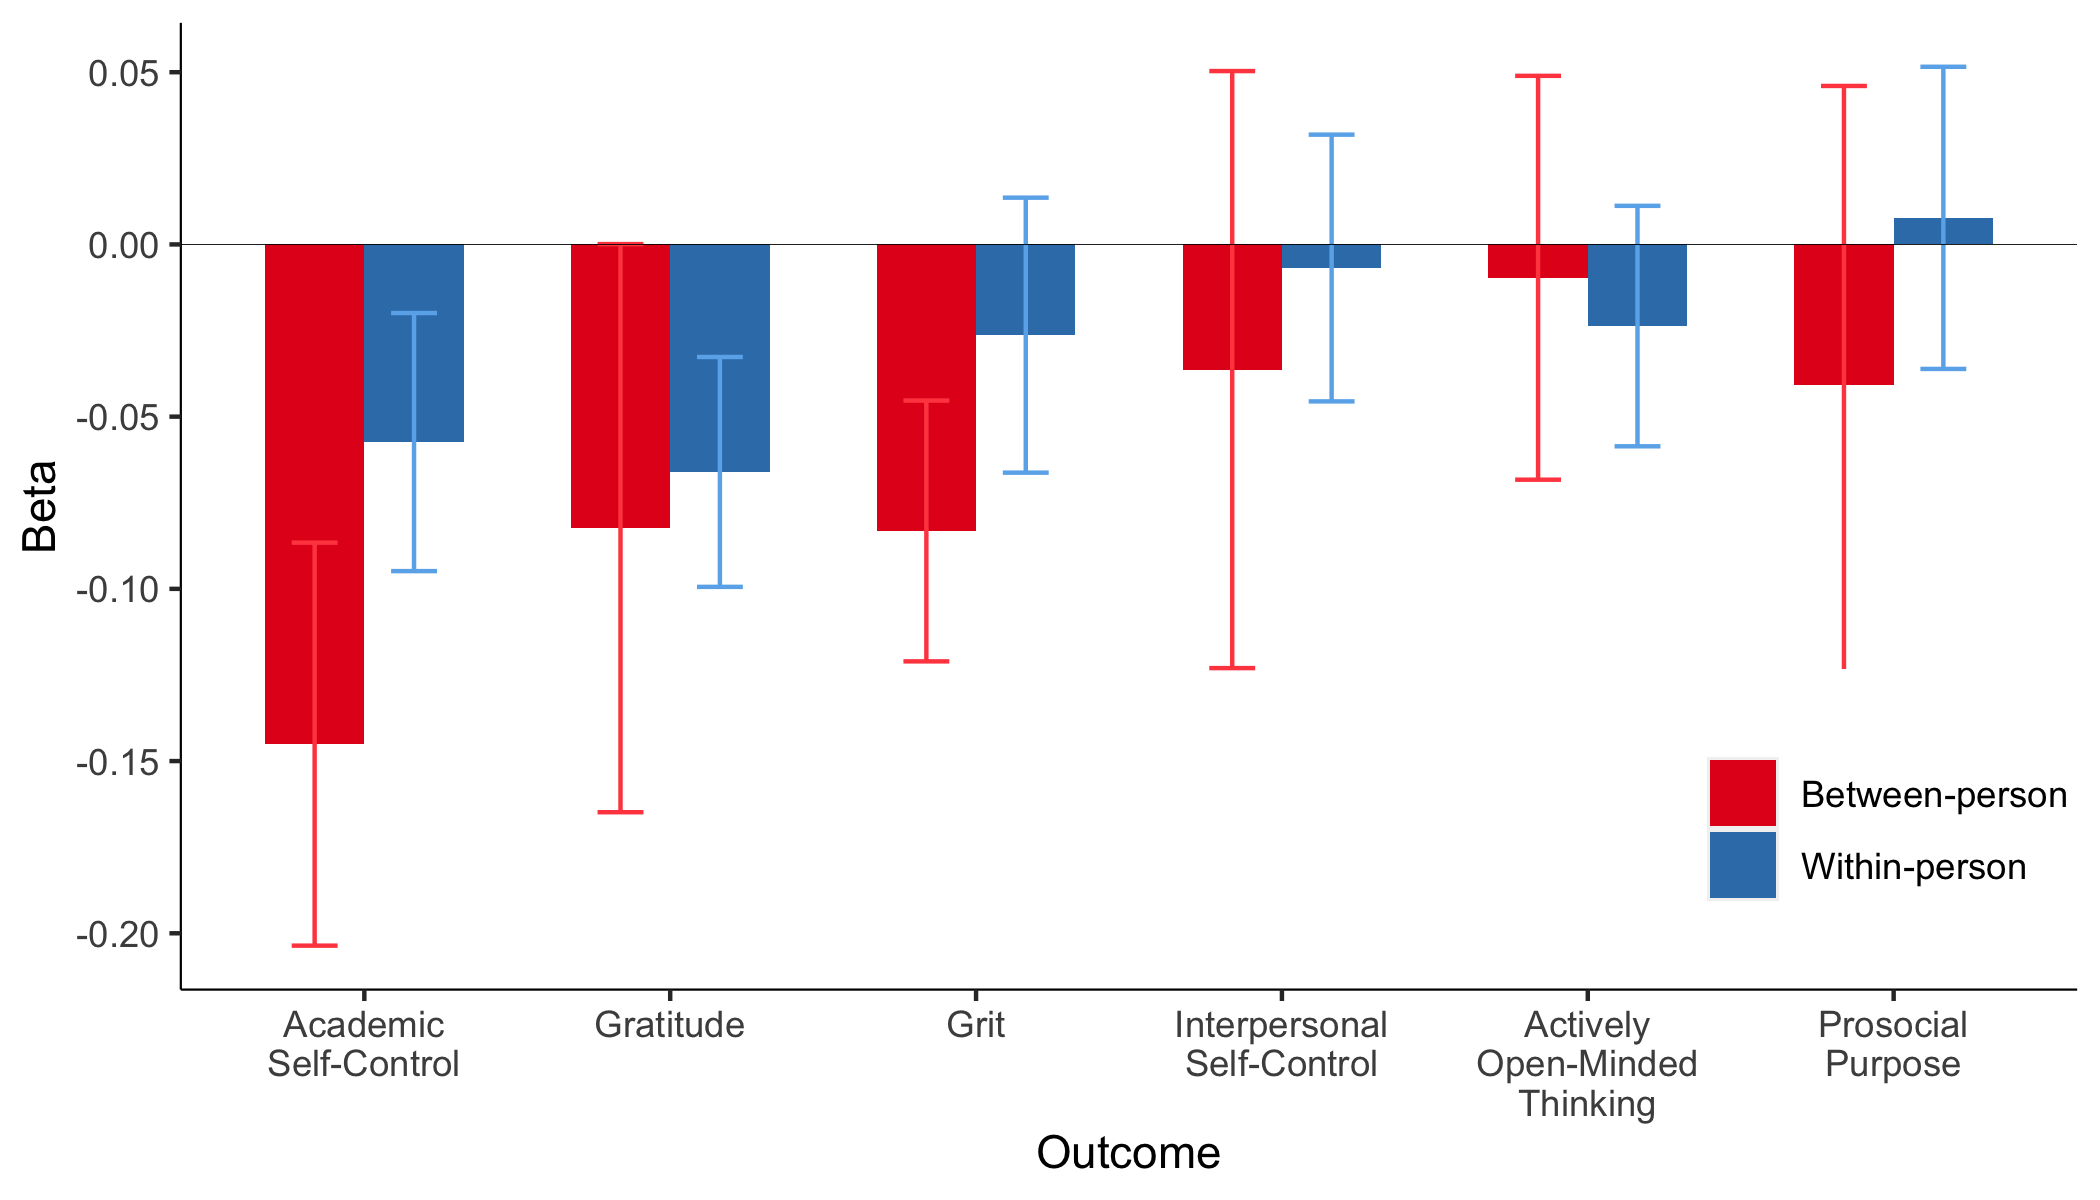 0.05
0.00
-0.05
-0.10
-0.15
-0.20
Beta
Between-person
Within-person
Academic
Self-Control
Gratitude
Grit
Interpersonal
Self-Control
Actively
Open-Minded
Thinking
Prosocial
Purpose
Outcome